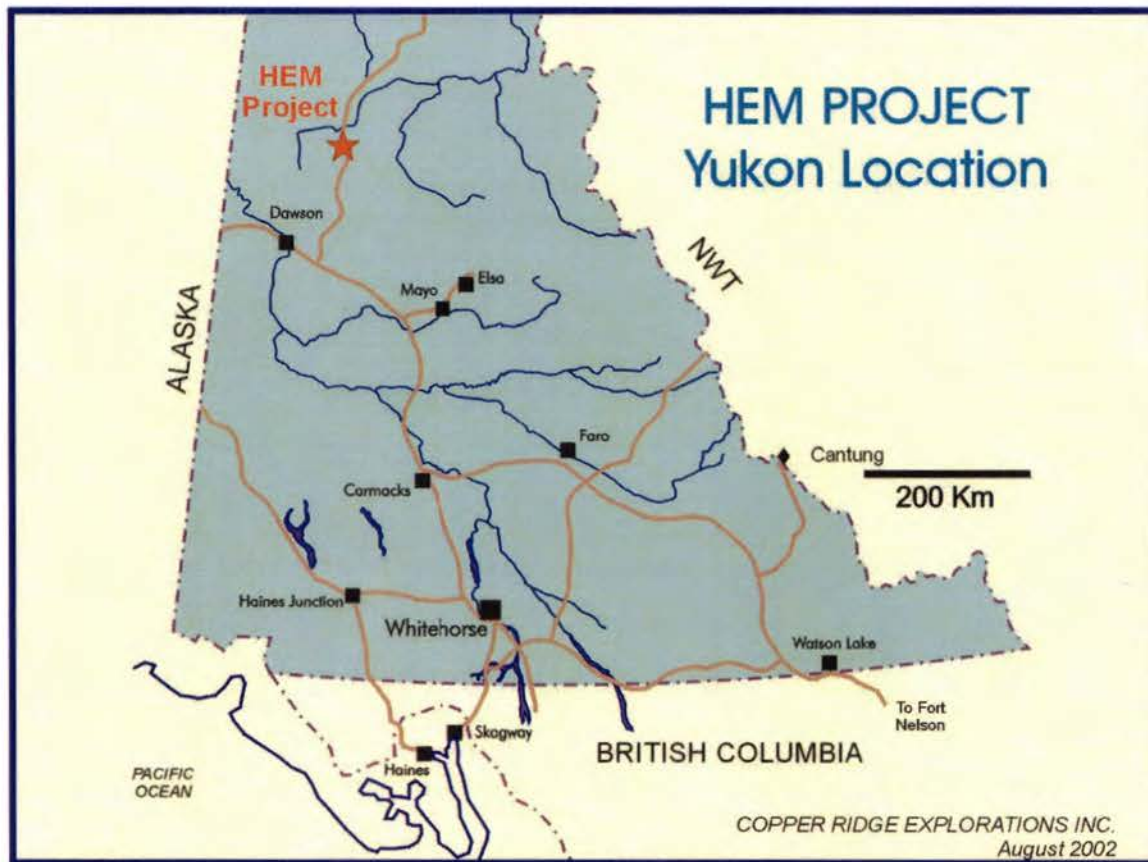 HEM
Project
HEM PROJECT
Yukon Location
Dawson
Elsa
Mayo
NWT
ALASKA
Faro
Cantung
200 Km
Carmacks
Haines Junction
Whitehorse
Watson Lake
To Fort
Nelson
Skagway
BRITISH COLUMBIA
Haines
PACIFIC
OCEAN
COPPER RIDGE EXPLORATIONS INC.
August 2002